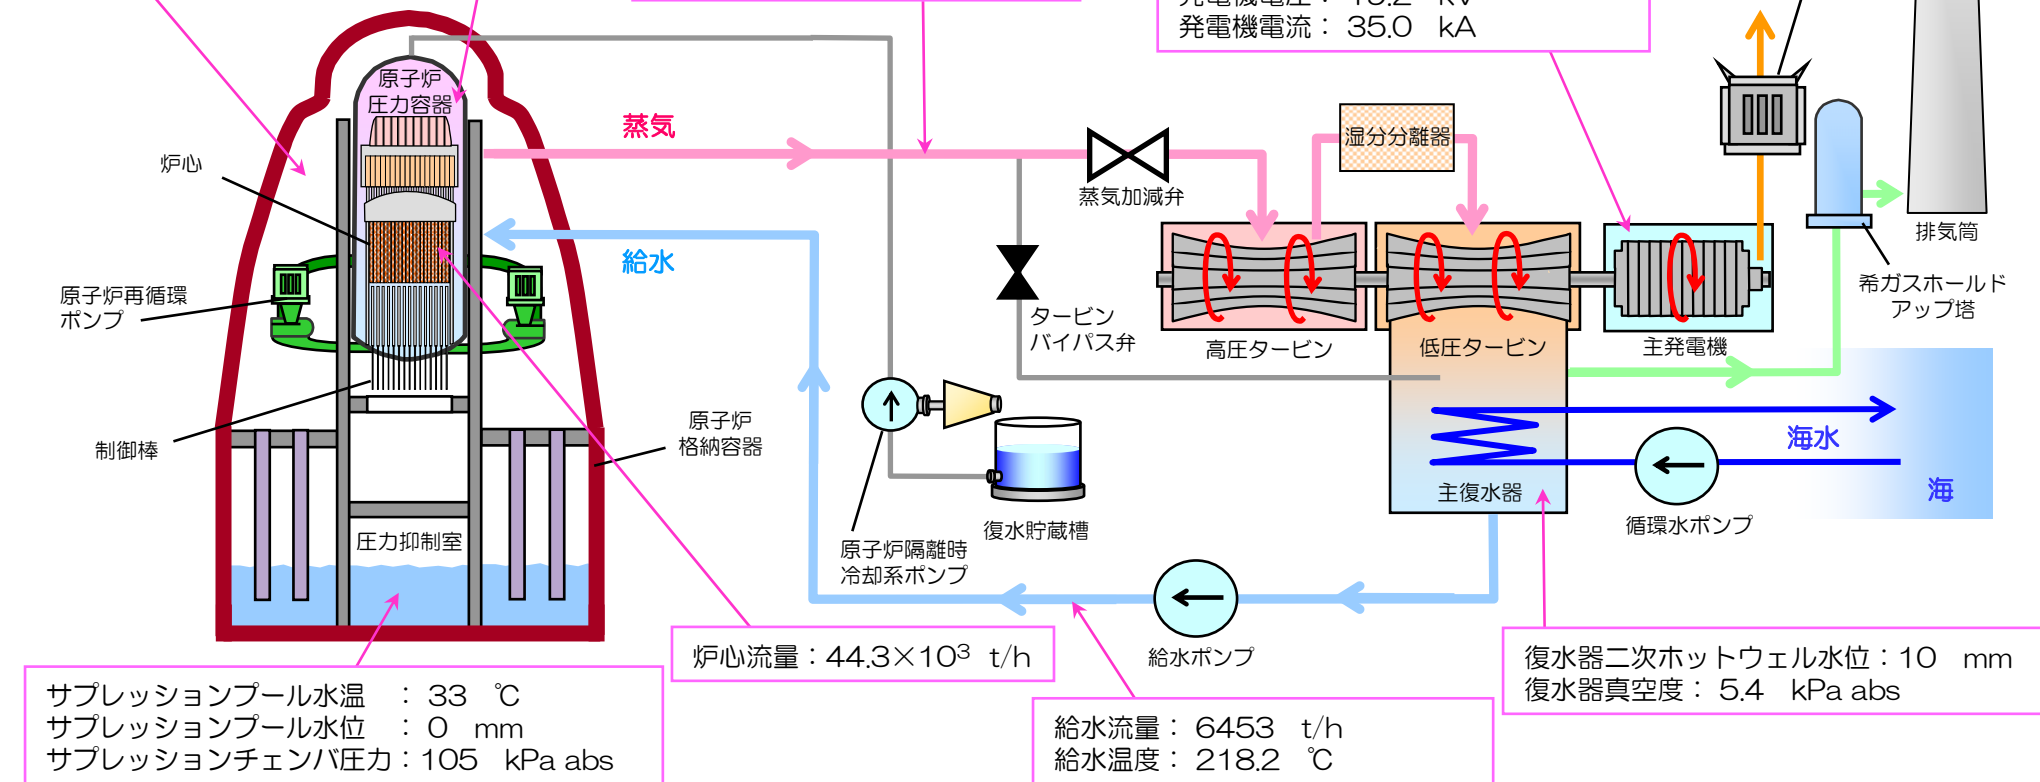 発電機電流： 35.0 kA
原子炉
圧力容器
蒸気
湿分分離器
炉心
蒸気加減弁
排気筒
給水
希ガスホールド
アップ塔
原子炉再循環
ポンプ
タービン
バイパス弁
高圧タービン
低圧タービン
主発電機
制御棒
原子炉
格納容器
海水
海
主復水器
循環水ポンプ
復水貯蔵槽
圧力抑制室
原子炉隔離時
冷却系ポンプ
給水ポンプ
炉心流量：44.3×10³ t/h
復水器二次ホットウェル水位：10 mm
復水器真空度： 5.4 kPa abs
サプレッションプール水温 ： 33 ℃
サプレッションプール水位 ： 0 mm
サプレッションチェンバ圧力：105 kPa abs
給水流量： 6453 t/h
給水温度： 218.2 ℃